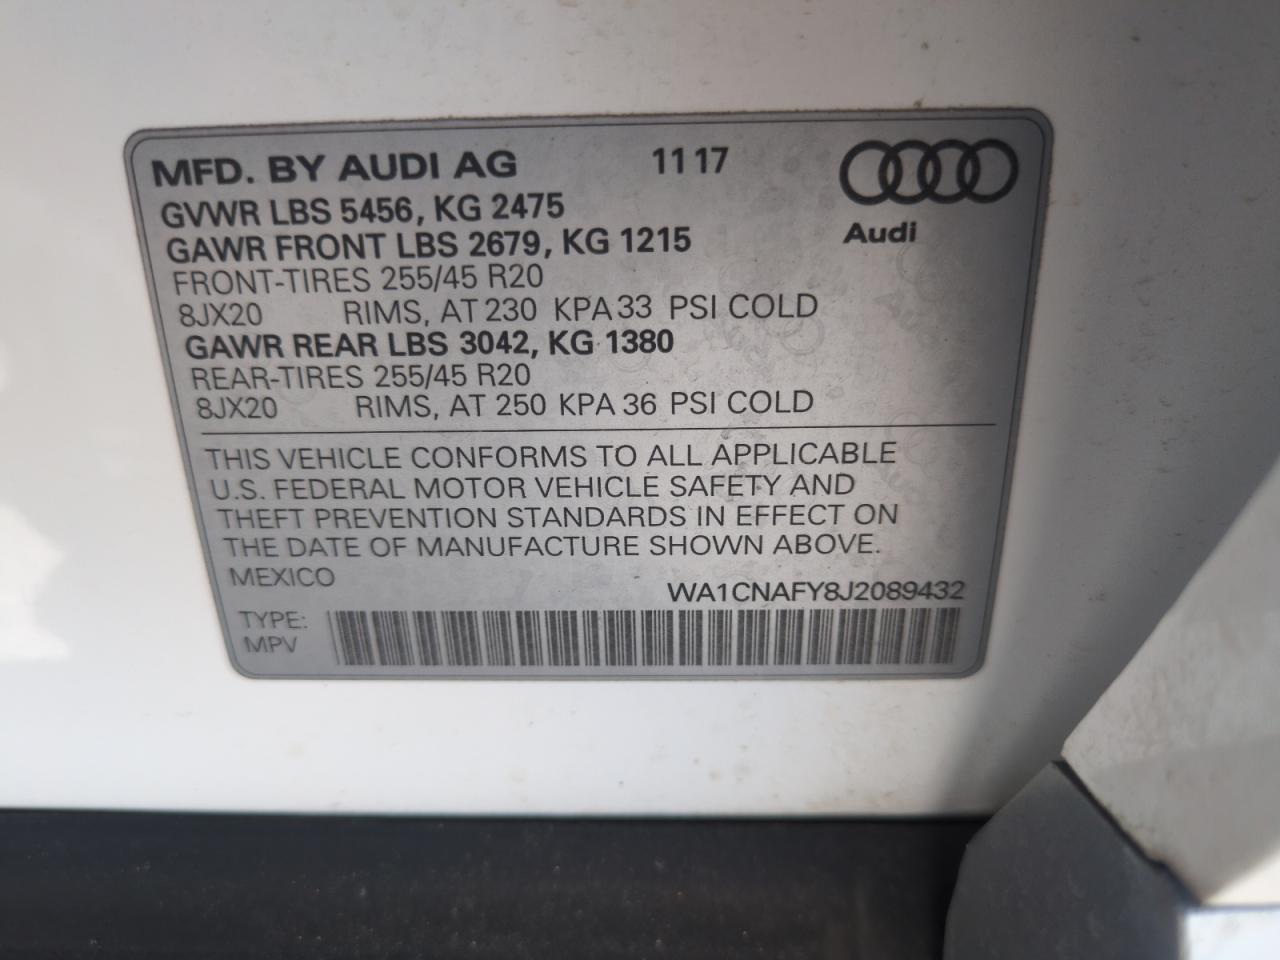 MFD. BY AUDI AG 11 17
GVWR LBS 5456, KG 2475
GAWR FRONT LBS 2679, KG 1215
Audi
FRONT-TIRES 255/45 R20
8JX20 RIMS, AT 230 KPA 33 PSI COLD
GAWR REAR LBS 3042, KG 1380
REAR-TIRES 255/45 R20
8JX20 RIMS, AT 250 KPA 36 PSI COLD
THIS VEHICLE CONFORMS TO ALL APPLICABLE
U.S. FEDERAL MOTOR VEHICLE SAFETY AND
THEFT PREVENTION STANDARDS IN EFFECT ON
THE DATE OF MANUFACTURE SHOWN ABOVE.
MEXICO WA1CNAFY8J2089432
TYPE:
MPV